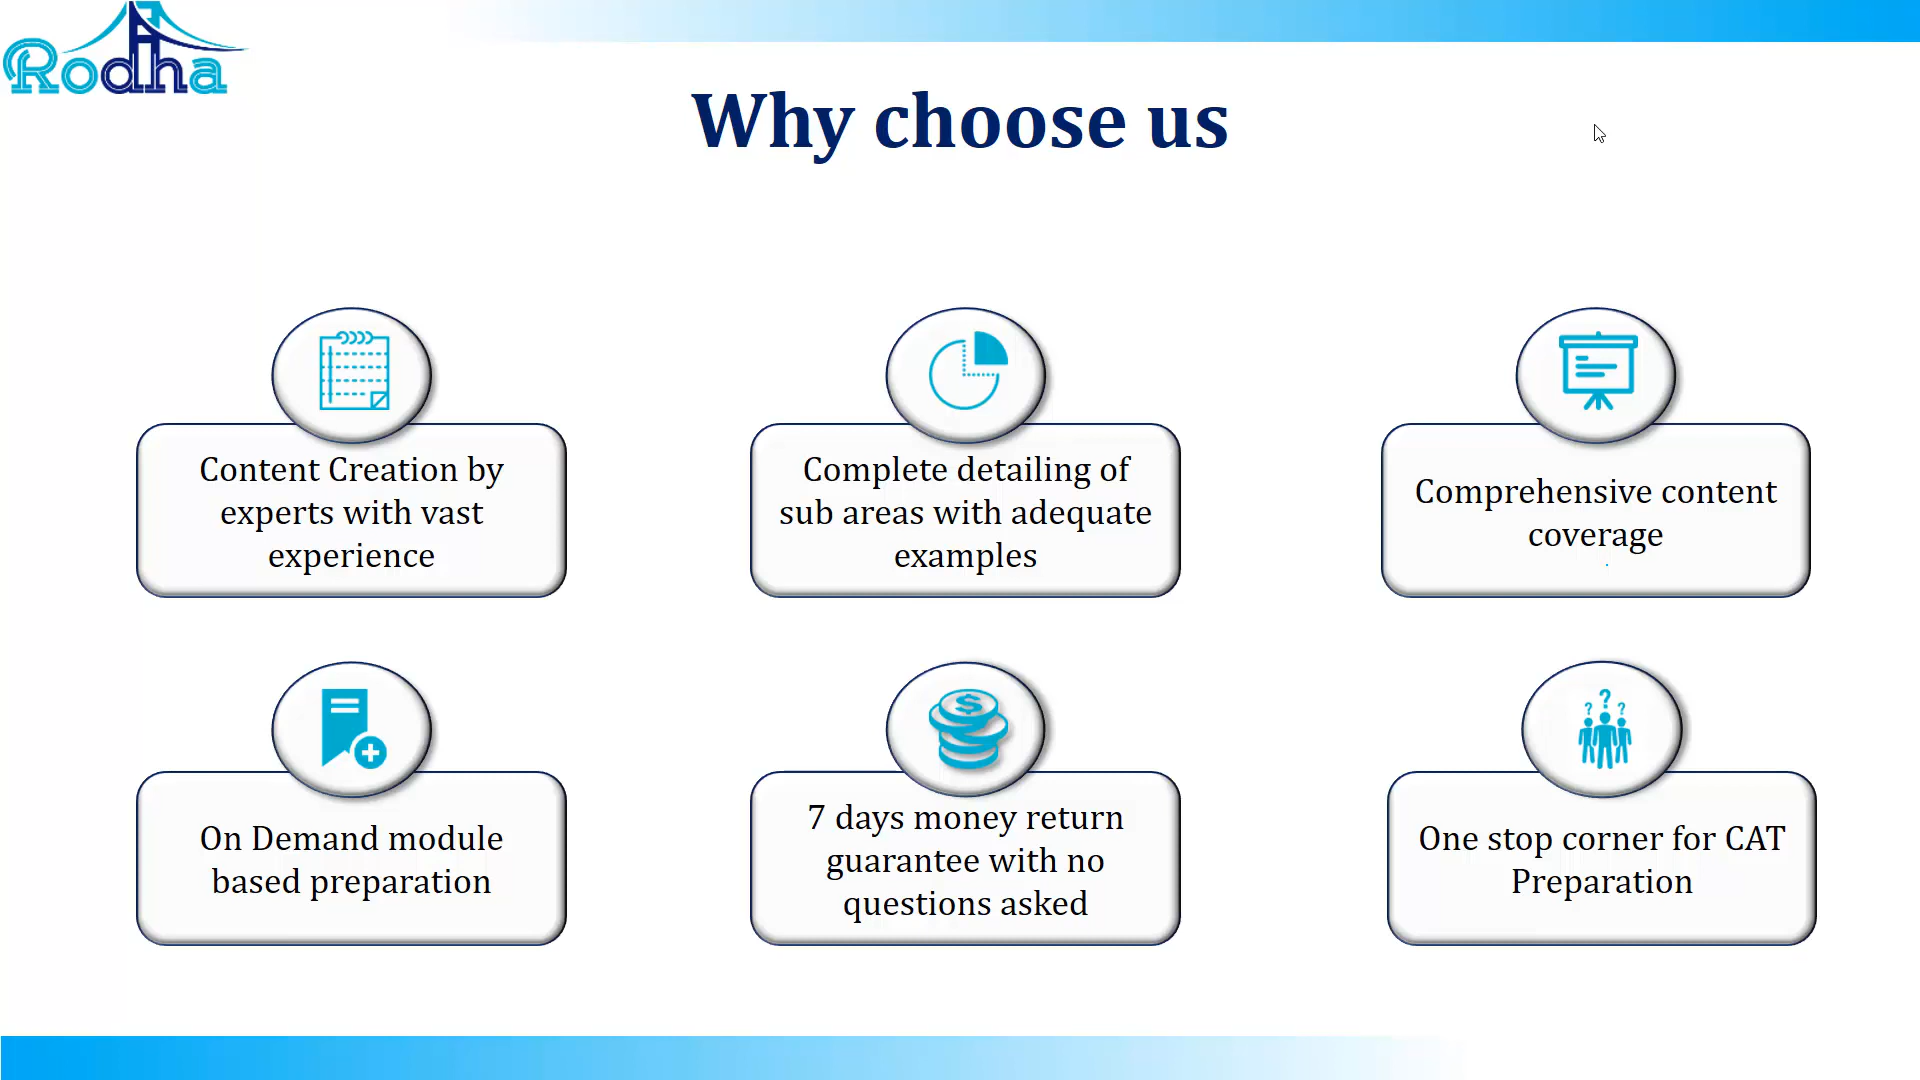 Rodha
Why choose us
Content Creation by
experts with vast
experience
Complete detailing of
sub areas with adequate
examples
Comprehensive content
coverage
On Demand module
based preparation
$
7 days money return
guarantee with no
questions asked
? ? ?
One stop corner for CAT
Preparation